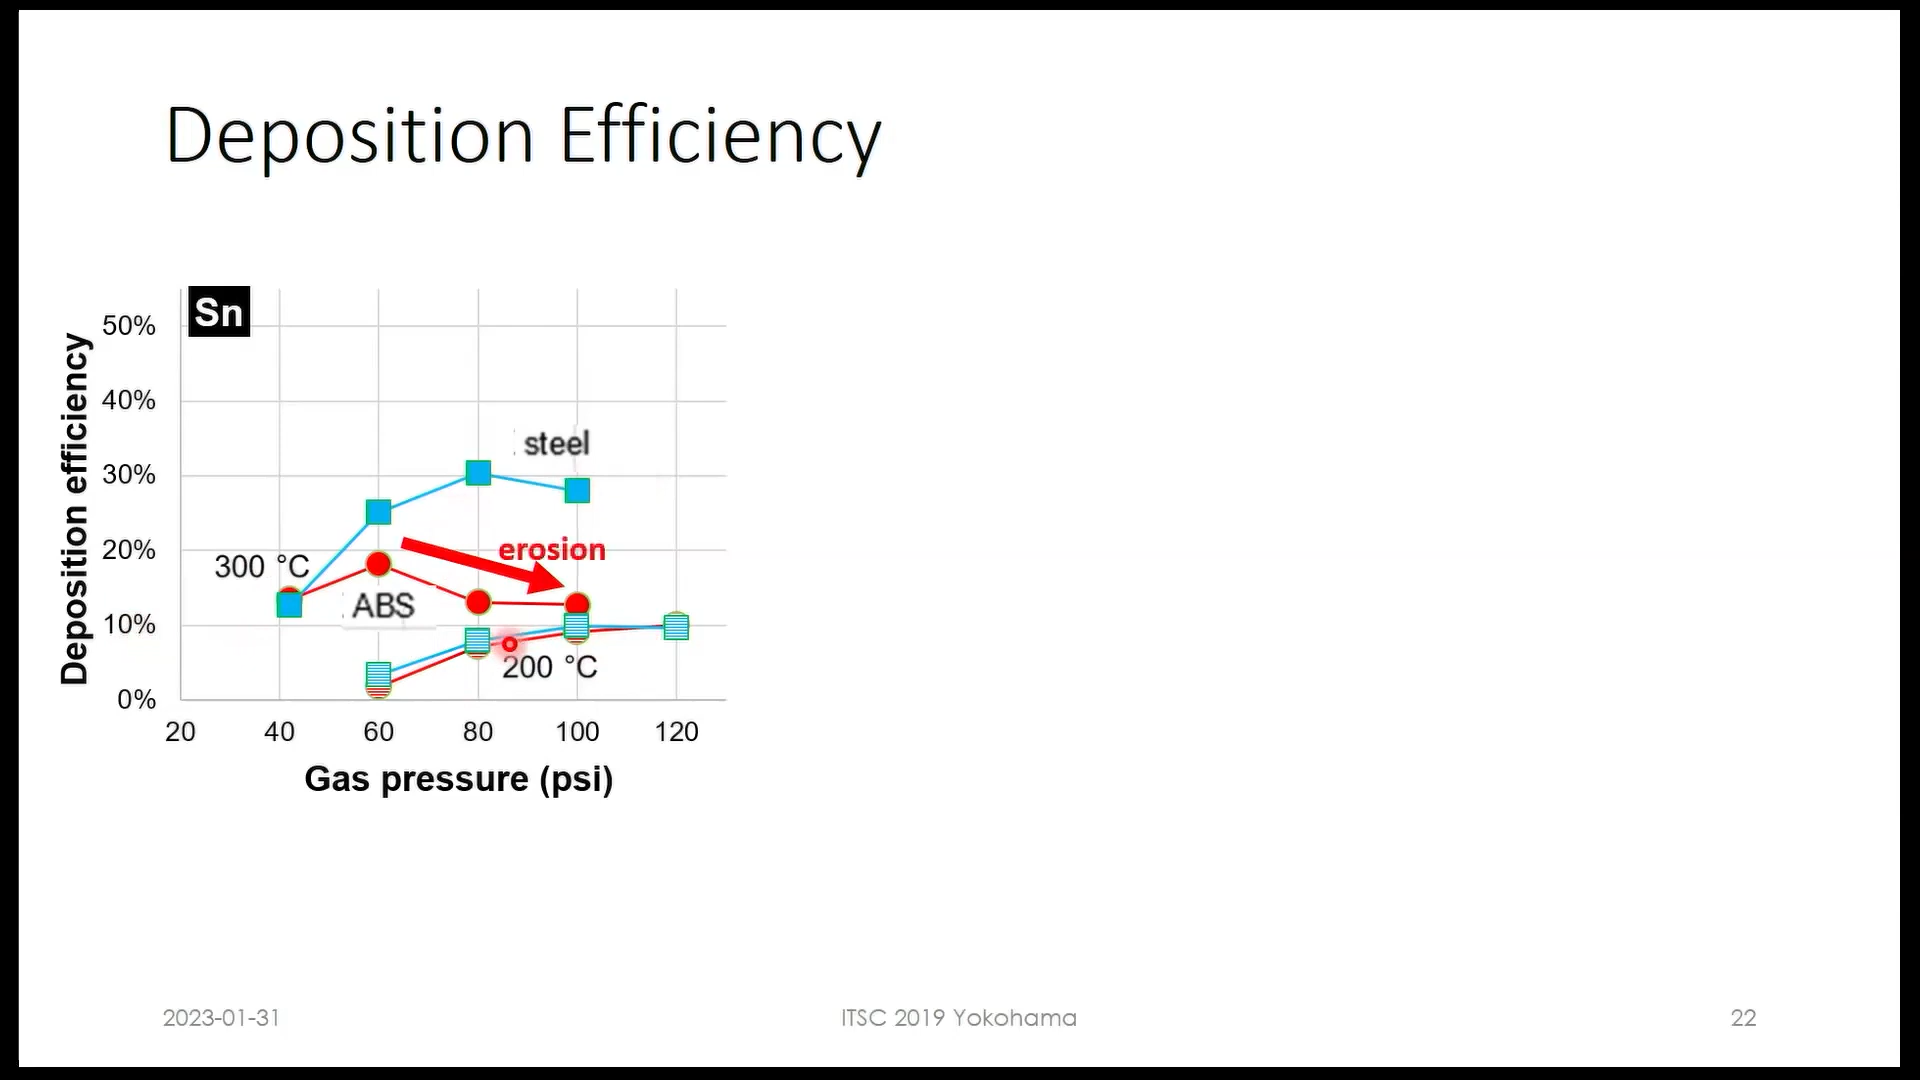 Deposition Efficiency
Sn
Deposition efficiency
50%
40%
30%
20%
10%
0%
steel
erosion
300 °C
ABS
200 °C
20 40 60 80 100 120
Gas pressure (psi)
2023-01-31
ITSC 2019 Yokohama
22